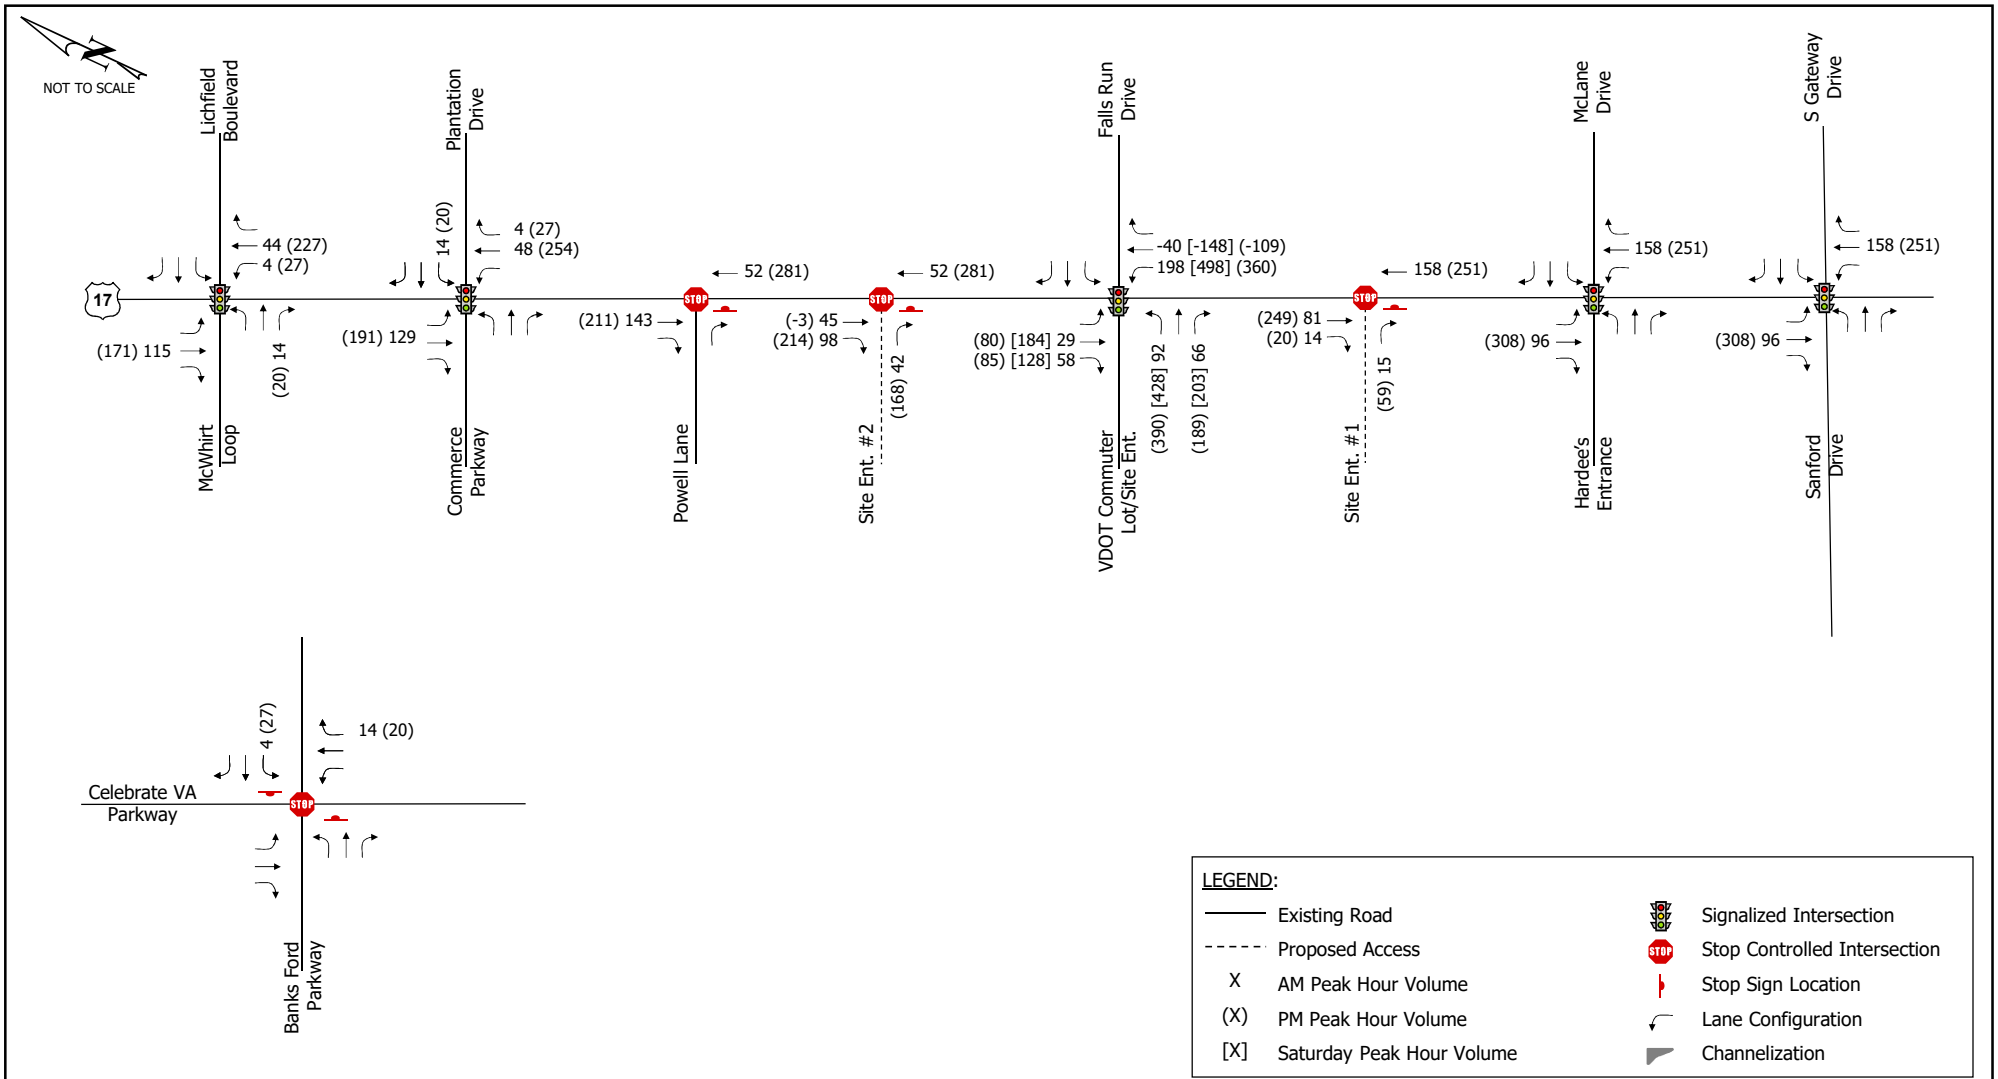 NOT TO SCALE
Lichfield
Boulevard
Plantation
Drive
Falls Run
Drive
McLane
Drive
S Gateway
Drive
17
44 (227)
4 (27)
(171) 115
(20) 14
McWhirt
Loop
14 (20)
4 (27)
48 (254)
(191) 129
Commerce
Parkway
52 (281)
STOP
(211) 143
Powell Lane
52 (281)
STOP
(-3) 45
(214) 98
(168) 42
Site Ent. #2
-40 [-148] (-109)
198 [498] (360)
(80) [184] 29
(85) [128] 58
(390) [428] 92
(189) [203] 66
VDOT Commuter
Lot/Site Ent.
158 (251)
STOP
(249) 81
(20) 14
(59) 15
Site Ent. #1
158 (251)
(308) 96
Hardee's
Entrance
158 (251)
(308) 96
Sanford
Drive
4 (27)
14 (20)
Celebrate VA
Parkway
STOP
Banks Ford
Parkway
LEGEND:
Existing Road
Proposed Access
X AM Peak Hour Volume
(X) PM Peak Hour Volume
[X] Saturday Peak Hour Volume
Signalized Intersection
STOP Stop Controlled Intersection
Stop Sign Location
Lane Configuration
Channelization
N